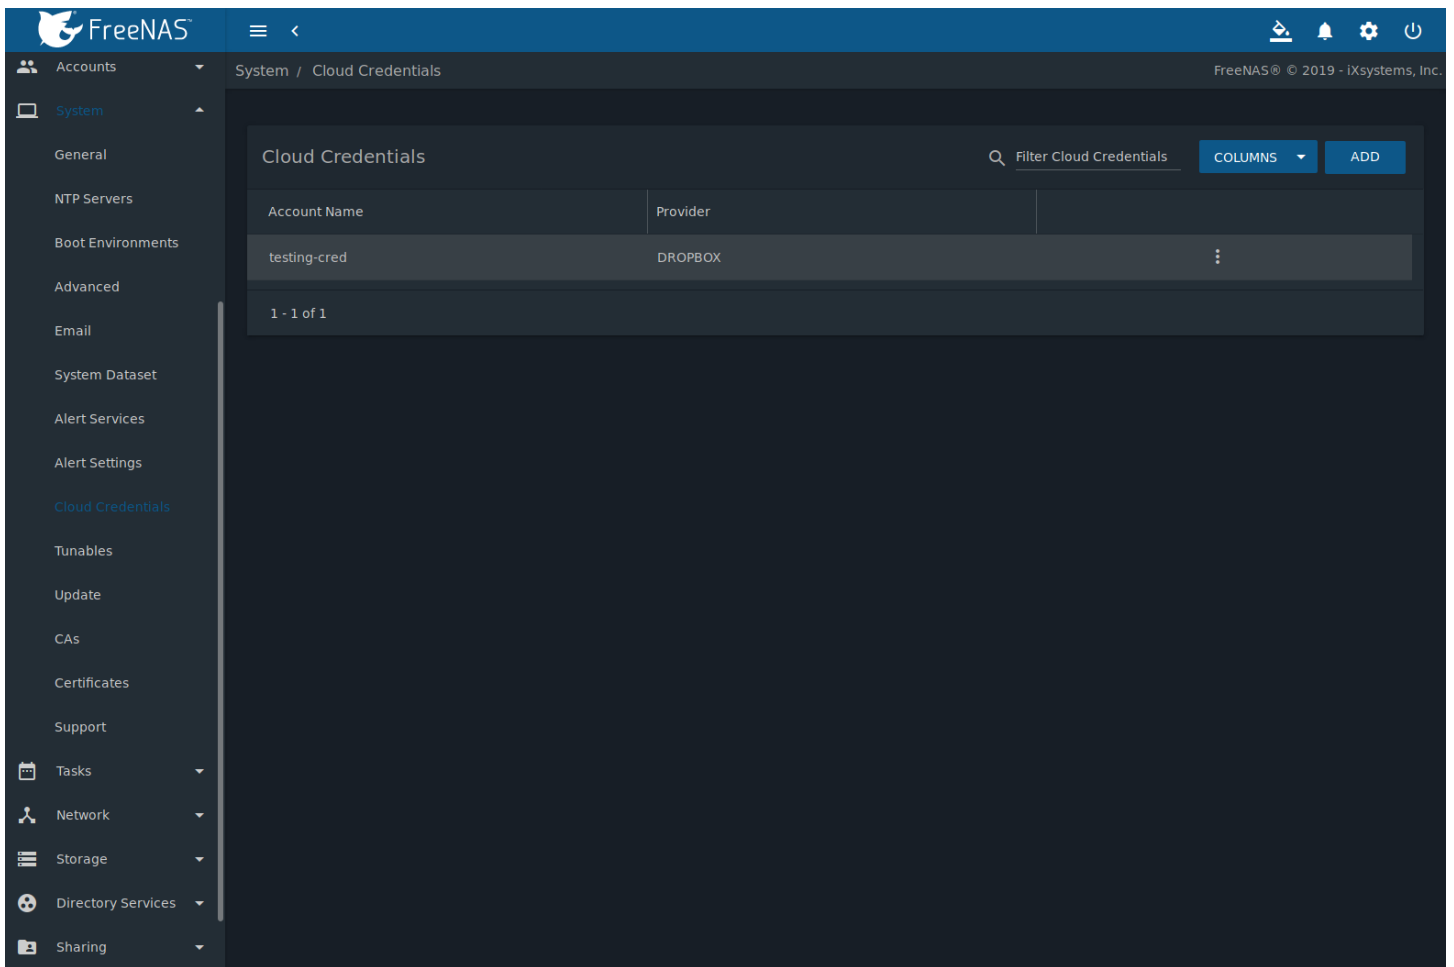 FreeNAS™
Accounts
System / Cloud Credentials
FreeNAS® © 2019 - iXsystems, Inc.
System
General
NTP Servers
Boot Environments
Advanced
Email
System Dataset
Alert Services
Alert Settings
Cloud Credentials
Tunables
Update
CAs
Certificates
Support
Tasks
Network
Storage
Directory Services
Sharing
Cloud Credentials
Filter Cloud Credentials
COLUMNS
ADD
Account Name Provider
testing-cred DROPBOX
1 - 1 of 1